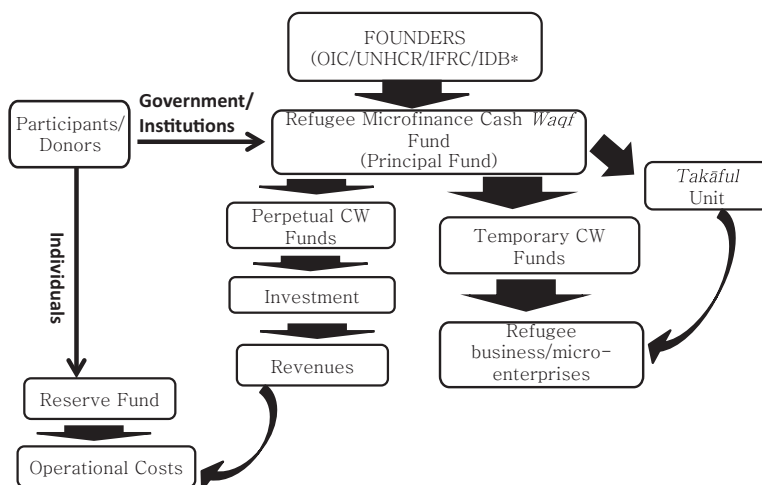 FOUNDERS
(OIC/UNHCR/IFRC/IDB*
Government/
Institutions
Participants/
Donors
Refugee Microfinance Cash Waqf
Fund
(Principal Fund)
Takāful
Unit
Perpetual CW
Funds
Temporary CW
Funds
Individuals
Investment
Refugee
business/micro-
enterprises
Revenues
Reserve Fund
Operational Costs